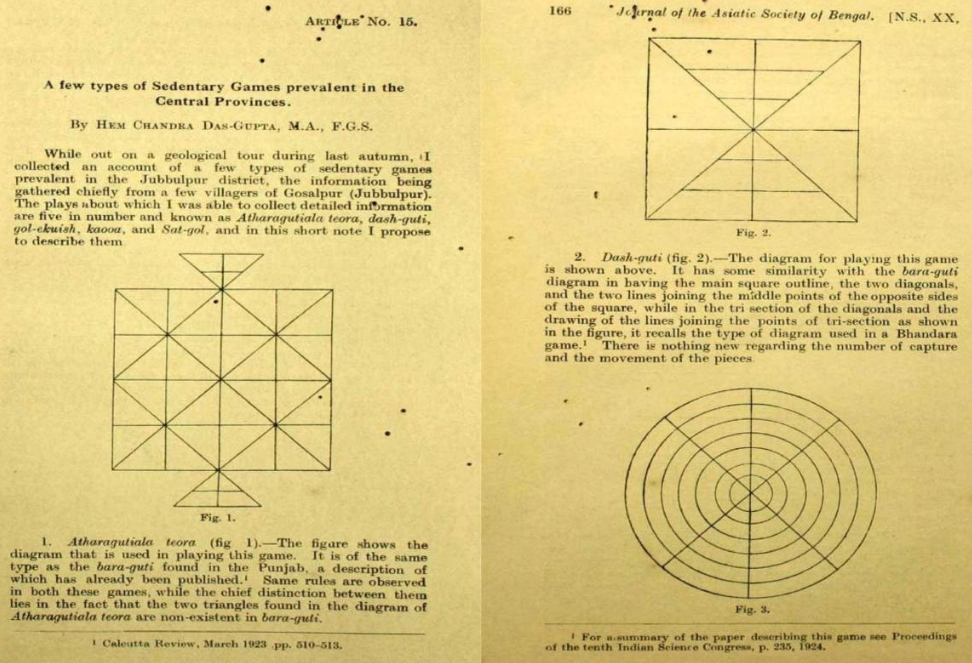 ARTICLE No. 15.
A few types of Sedentary Games prevalent in the
Central Provinces.
By HEM CHANDRA DAS-GUPTA, M.A., F.G.S.
While out on a geological tour during last autumn, I
collected an account of a few types of sedentary games
prevalent in the Jubbulpur district, the information being
gathered chiefly from a few villagers of Gosalpur (Jubbulpur).
The plays about which I was able to collect detailed information
are five in number and known as Atharagutiala teora, dash-guti,
gol-ekuish, kaooa, and Sat-gol, and in this short note I propose
to describe them
Fig. 1.
1. Atharagutiala teora (fig 1).—The figure shows the
diagram that is used in playing this game. It is of the same
type as the bara-guti found in the Punjab, a description of
which has already been published.¹ Same rules are observed
in both these games, while the chief distinction between them
lies in the fact that the two triangles found in the diagram of
Atharagutiala teora are non-existent in bara-guti.
¹ Calcutta Review, March 1923 pp. 510-513.
166 Journal of the Asiatic Society of Bengal. [N.S., XX,
Fig. 2.
2. Dash-guti (fig. 2).—The diagram for playing this game
is shown above. It has some similarity with the bara-guti
diagram in having the main square outline, the two diagonals,
and the two lines joining the middle points of the opposite sides
of the square, while in the tri section of the diagonals and the
drawing of the lines joining the points of tri-section as shown
in the figure, it recalls the type of diagram used in a Bhandara
game.¹ There is nothing new regarding the number of capture
and the movement of the pieces
Fig. 3.
¹ For a summary of the paper describing this game see Proceedings
of the tenth Indian Science Congress, p. 235, 1924.